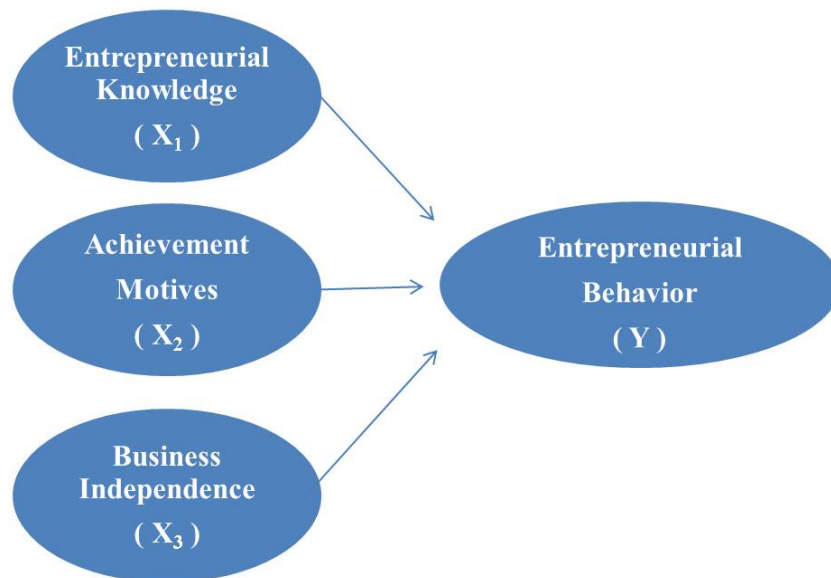 Entrepreneurial
Knowledge
( X₁ )
Achievement
Motives
( X₂ )
Business
Independence
( X₃ )
Entrepreneurial
Behavior
( Y )